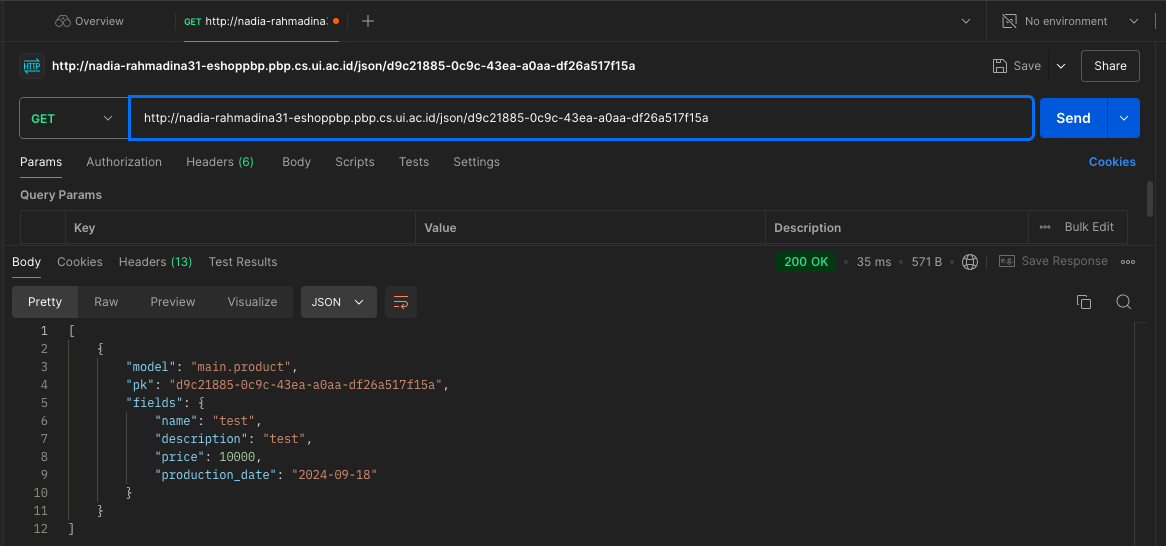 Overview GET http://nadia-rahmadina3 No environment
HTTP http://nadia-rahmadina31-eshoppbp.pbp.cs.ui.ac.id/json/d9c21885-0c9c-43ea-a0aa-df26a517f15a Save Share
GET http://nadia-rahmadina31-eshoppbp.pbp.cs.ui.ac.id/json/d9c21885-0c9c-43ea-a0aa-df26a517f15a Send
Params Authorization Headers (6) Body Scripts Tests Settings Cookies
Query Params
Key Value Description Bulk Edit
Body Cookies Headers (13) Test Results 200 OK • 35 ms • 571 B • e.g. Save Response
Pretty Raw Preview Visualize JSON
1 [
2 {
3 "model": "main.product",
4 "pk": "d9c21885-0c9c-43ea-a0aa-df26a517f15a",
5 "fields": {
6 "name": "test",
7 "description": "test",
8 "price": 10000,
9 "production_date": "2024-09-18"
10 }
11 }
12 ]